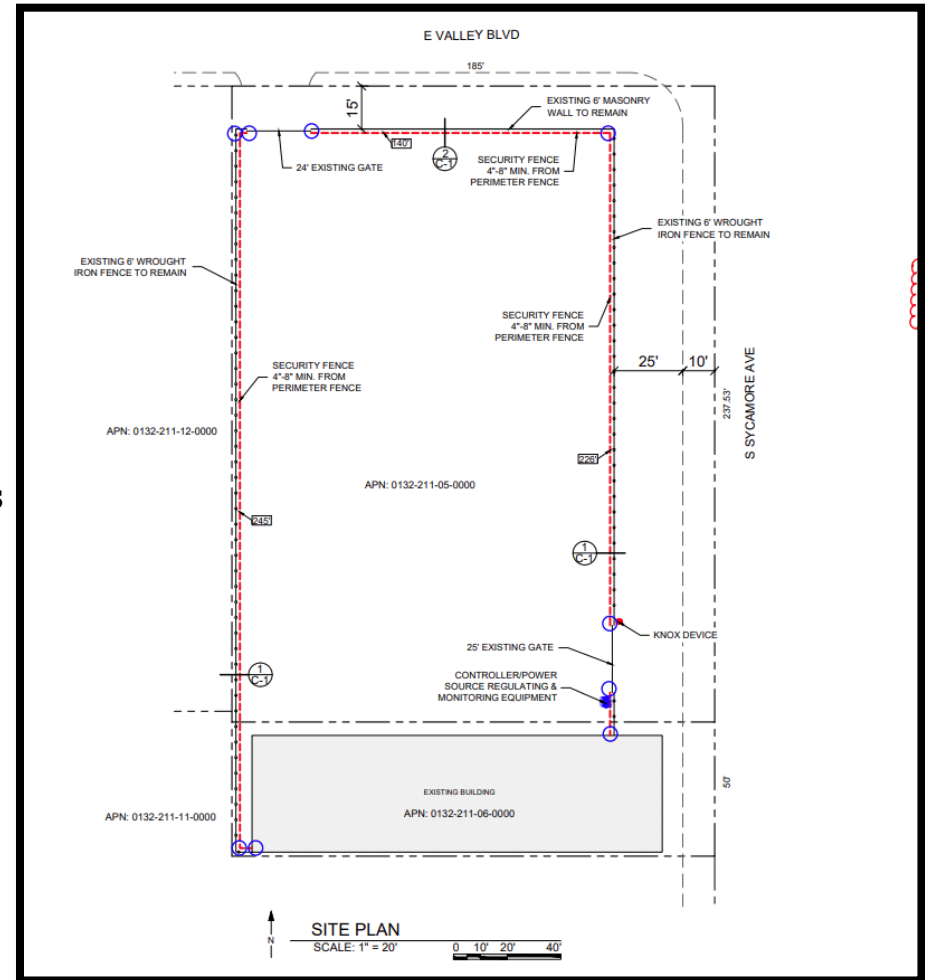 E VALLEY BLVD
185'
15'
EXISTING 6' MASONRY
WALL TO REMAIN
140'
2
C-1
24' EXISTING GATE
SECURITY FENCE
4"-8" MIN. FROM
PERIMETER FENCE
EXISTING 6' WROUGHT
IRON FENCE TO REMAIN
EXISTING 6' WROUGHT
IRON FENCE TO REMAIN
SECURITY FENCE
4"-8" MIN. FROM
PERIMETER FENCE
25'
10'
S SYCAMORE AVE
237.53'
SECURITY FENCE
4"-8" MIN. FROM
PERIMETER FENCE
APN: 0132-211-12-0000
226'
APN: 0132-211-05-0000
S
245'
1
C-1
KNOX DEVICE
25' EXISTING GATE
1
C-1
CONTROLLER/POWER
SOURCE REGULATING &
MONITORING EQUIPMENT
50'
EXISTING BUILDING
APN: 0132-211-06-0000
APN: 0132-211-11-0000
N
SITE PLAN
SCALE: 1" = 20'
0 10' 20' 40'